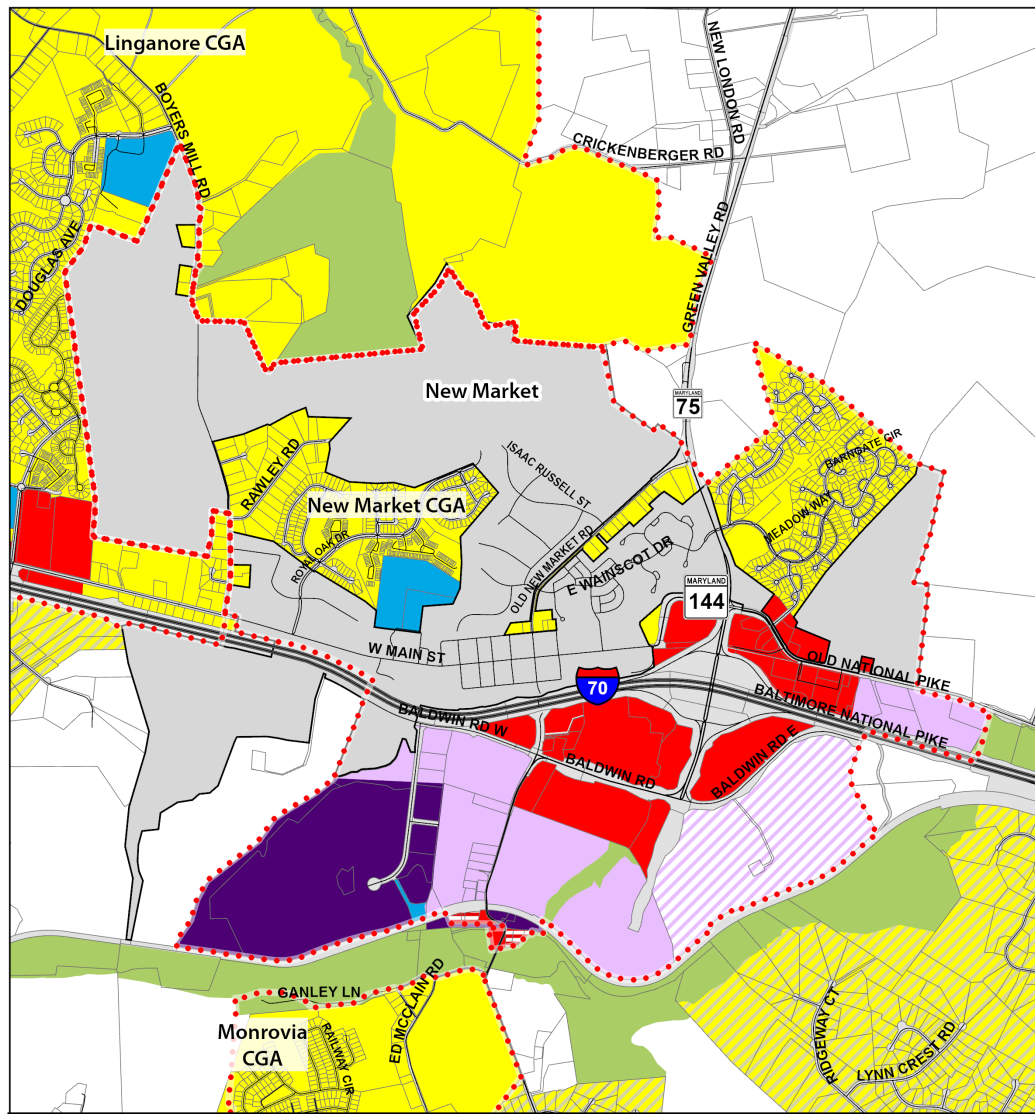 Linganore CGA
BOYERS MILL RD
NEW LONDON RD
CRICKENBERGER RD
DOUGLAS AVE
GREEN VALLEY RD
New Market
MARYLAND
75
RAWLEY RD
New Market CGA
ROYAL OAK DR
ISAAC RUSSELL ST
OLD NEW MARKET RD
E WAINSCOT DR
BARNGATE CIR
MEADOW WAY
MARYLAND
144
W MAIN ST
70
OLD NATIONAL PIKE
BALTIMORE NATIONAL PIKE
BALDWIN RD W
BALDWIN RD
BALDWIN RD E
GANLEY LN
Monrovia
CGA
RAILWAY CIR
ED MCCLAIN RD
RIDGEWAY CT
LYNN CREST RD